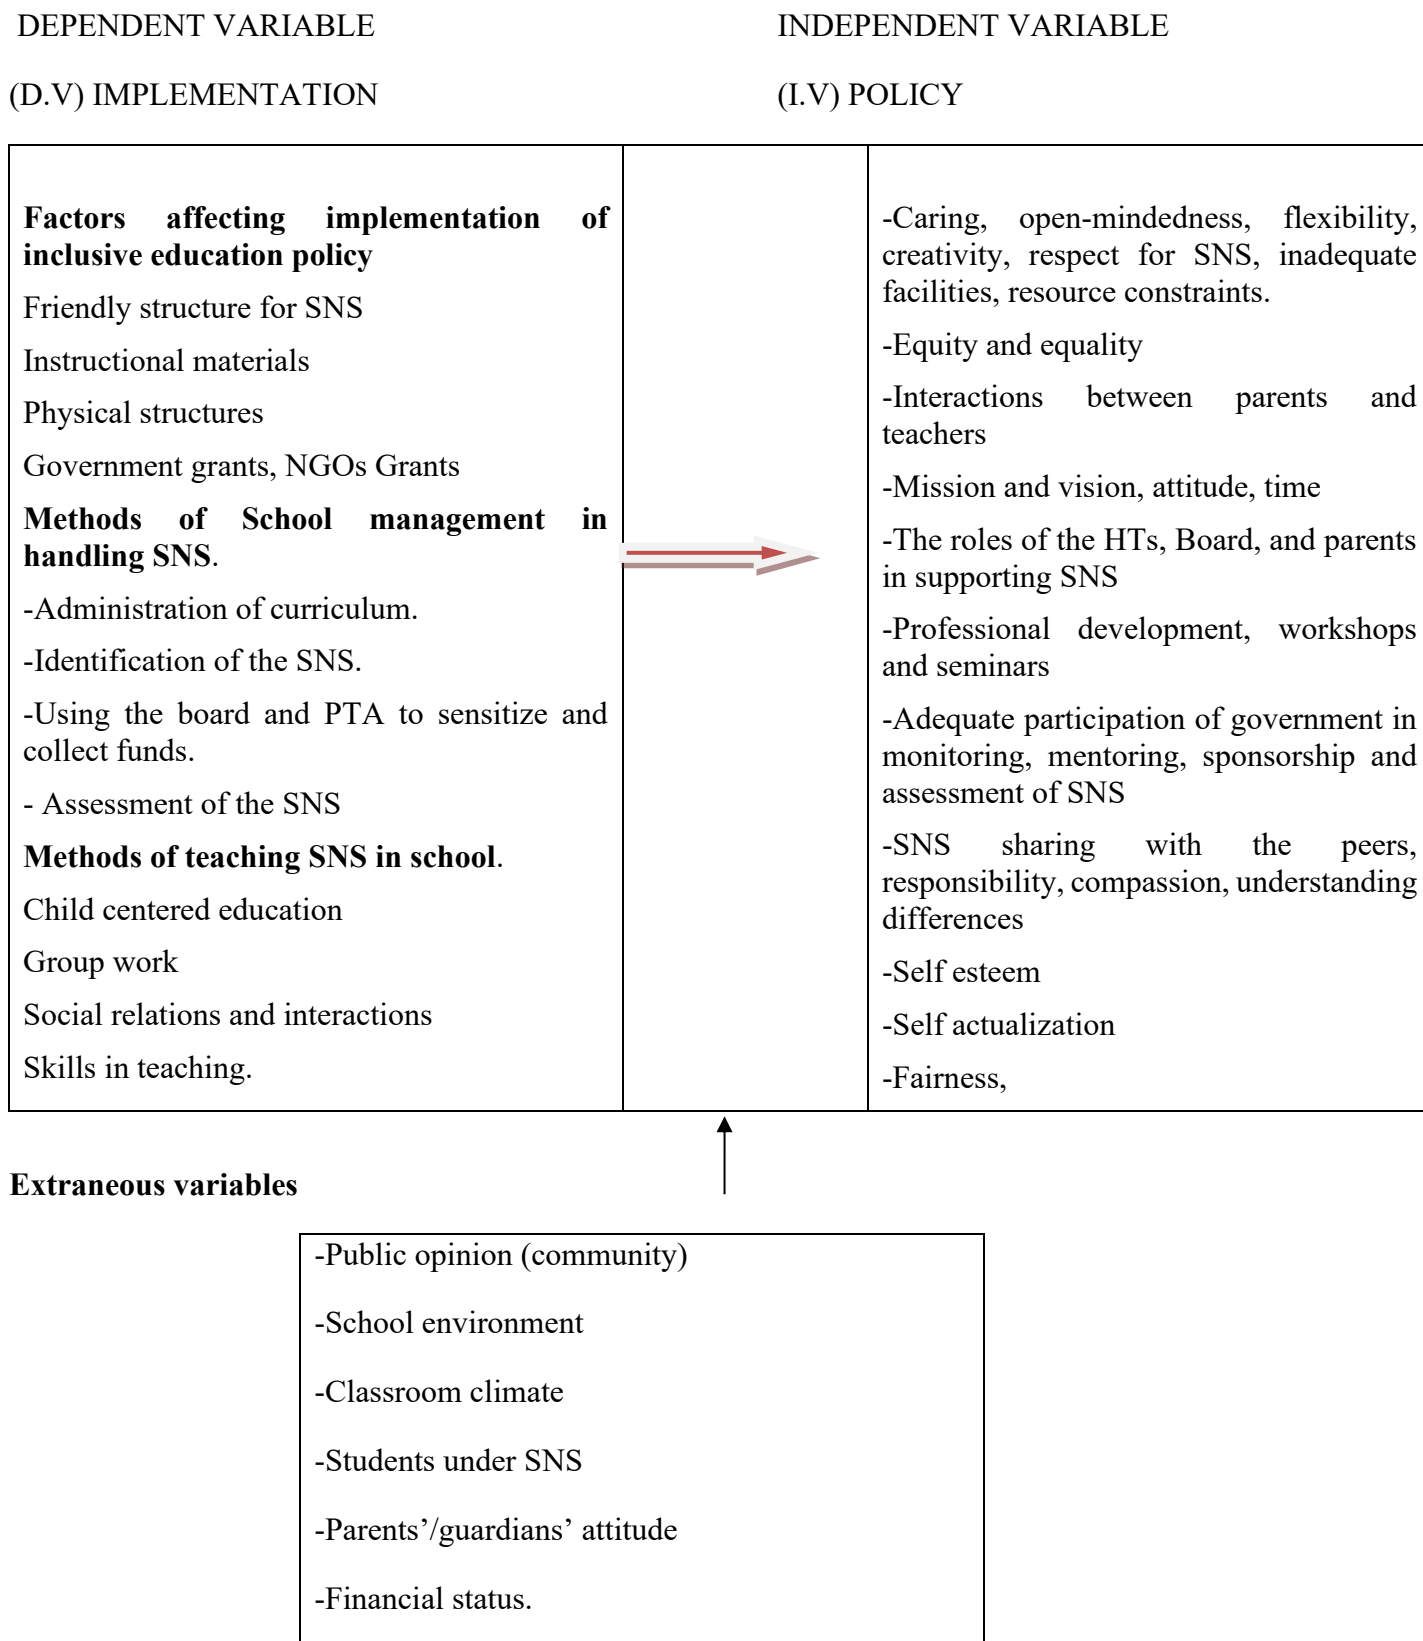 DEPENDENT VARIABLE
INDEPENDENT VARIABLE
(D.V) IMPLEMENTATION
(I.V) POLICY
Factors affecting implementation of
inclusive education policy
Friendly structure for SNS
Instructional materials
Physical structures
Government grants, NGOs Grants
Methods of School management in
handling SNS.
-Administration of curriculum.
-Identification of the SNS.
-Using the board and PTA to sensitize and
collect funds.
- Assessment of the SNS
Methods of teaching SNS in school.
Child centered education
Group work
Social relations and interactions
Skills in teaching.
-Caring, open-mindedness, flexibility,
creativity, respect for SNS, inadequate
facilities, resource constraints.
-Equity and equality
-Interactions between parents and
teachers
-Mission and vision, attitude, time
-The roles of the HTs, Board, and parents
in supporting SNS
-Professional development, workshops
and seminars
-Adequate participation of government in
monitoring, mentoring, sponsorship and
assessment of SNS
-SNS sharing with the peers,
responsibility, compassion, understanding
differences
-Self esteem
-Self actualization
-Fairness,
Extraneous variables
-Public opinion (community)
-School environment
-Classroom climate
-Students under SNS
-Parents’/guardians’ attitude
-Financial status.